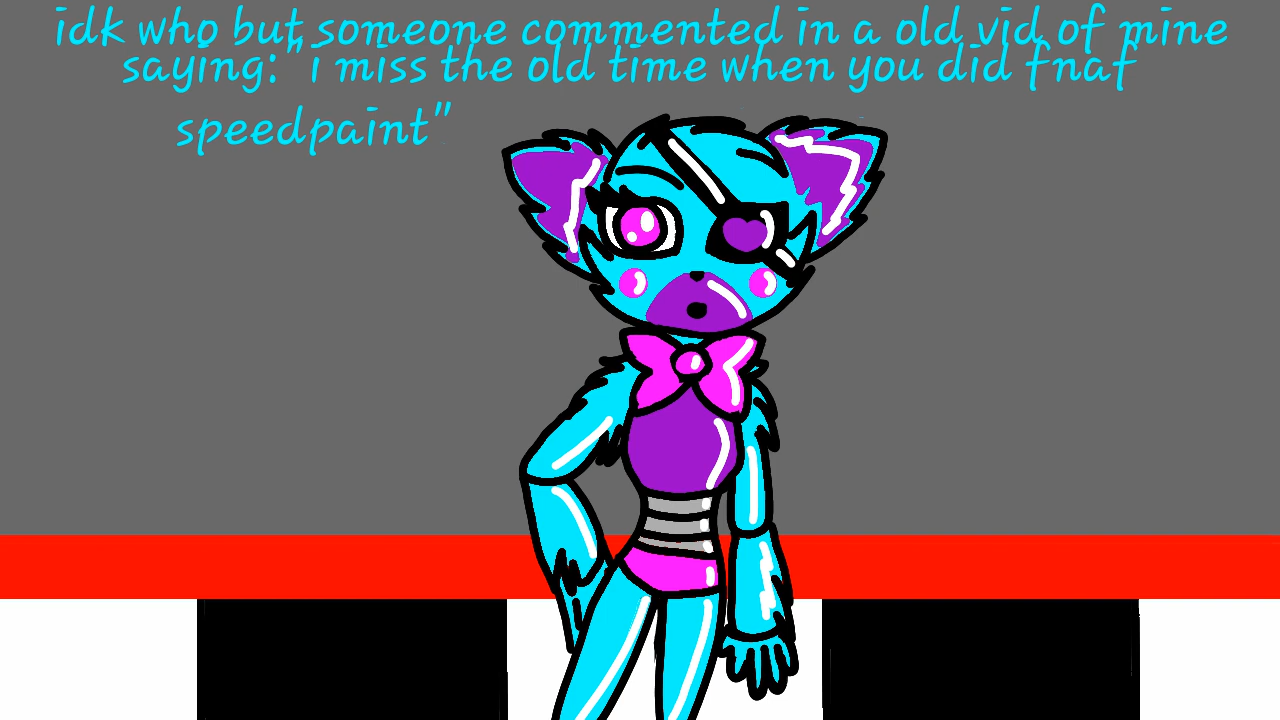 idk who but someone commented in a old vid of mine
saying:"i miss the old time when you did fnaf
speedpaint"